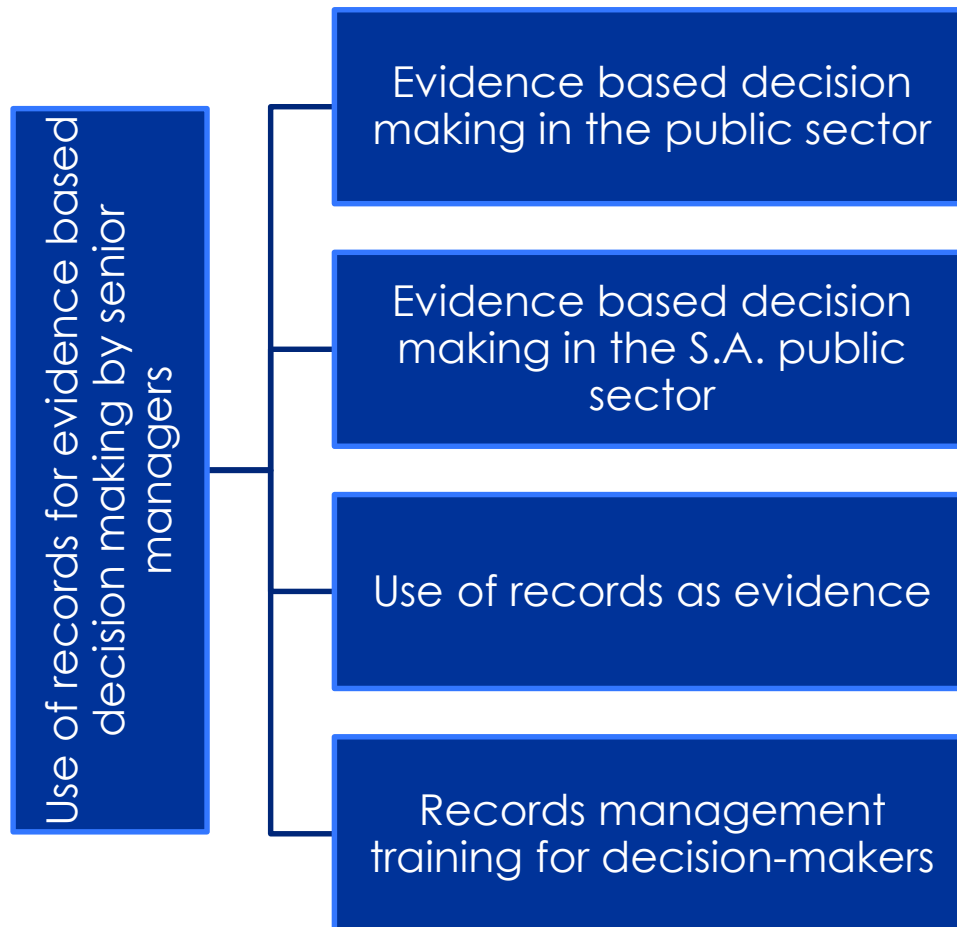 Use of records for evidence based
decision making by senior
managers
Evidence based decision
making in the public sector
Evidence based decision
making in the S.A. public
sector
Use of records as evidence
Records management
training for decision-makers